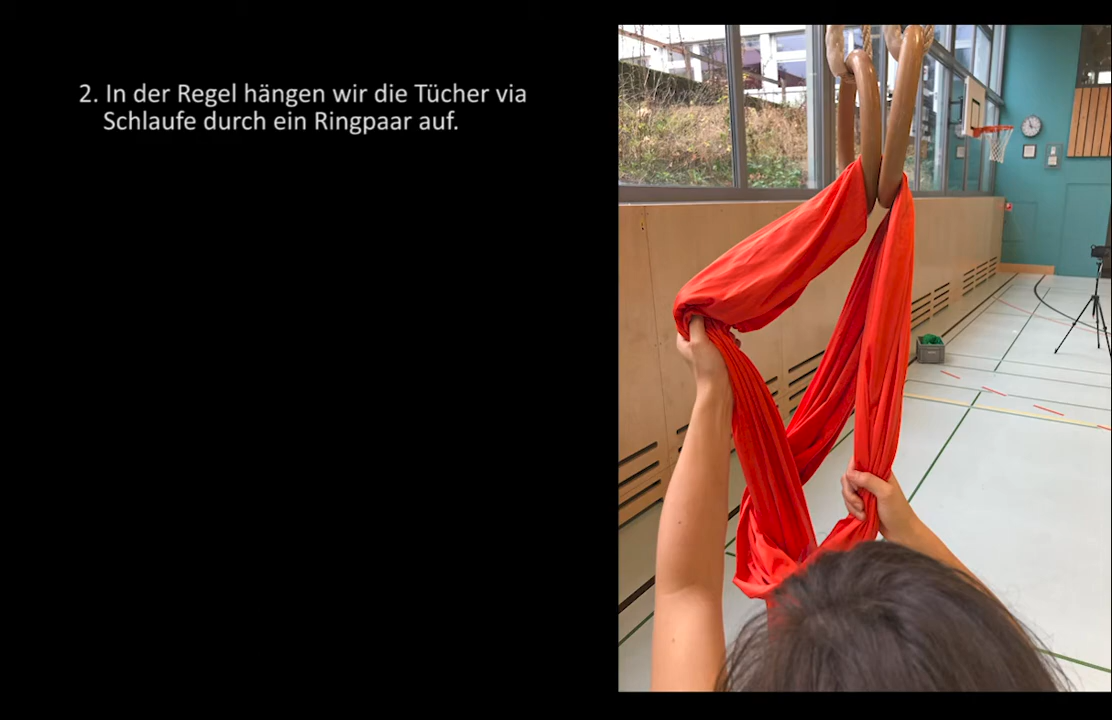 2. In der Regel hängen wir die Tücher via
Schlaufe durch ein Ringpaar auf.